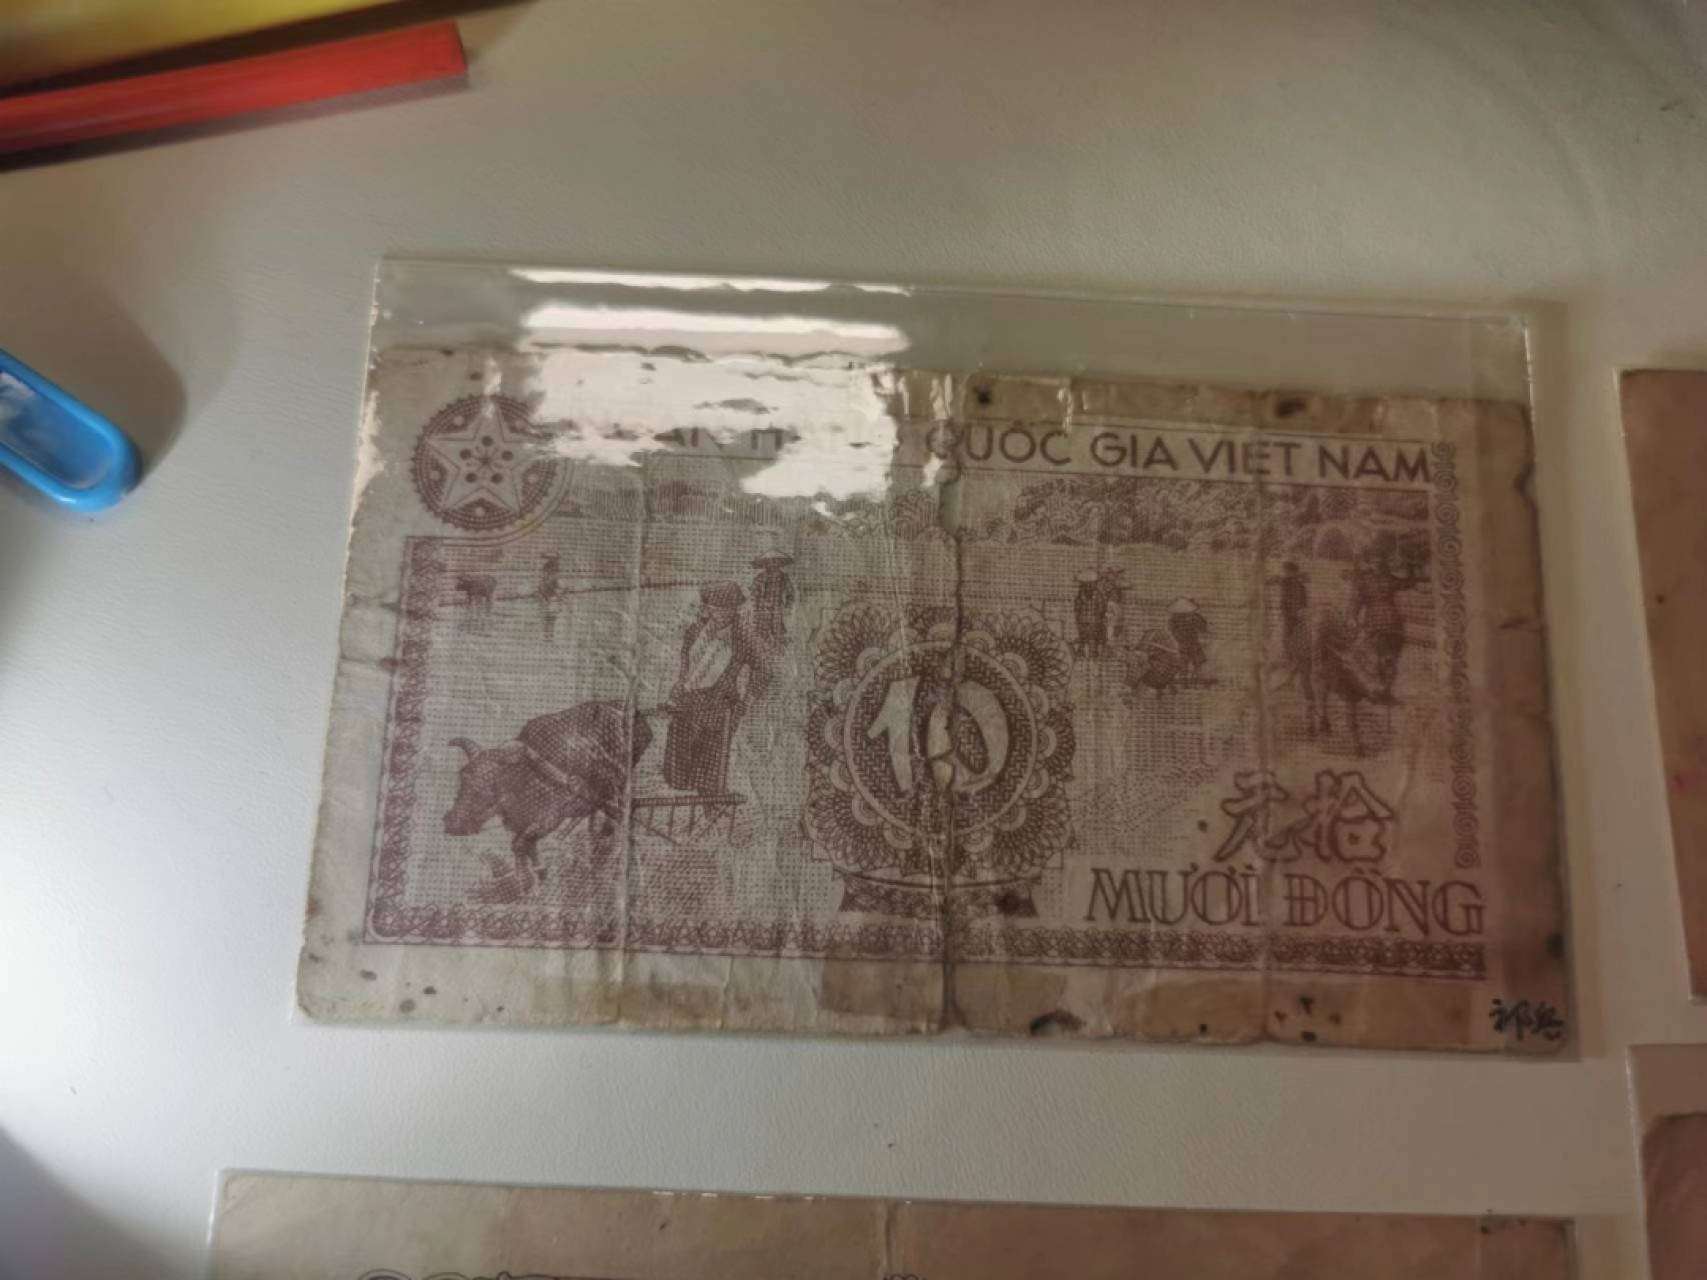 QUỐC GIA VIỆT NAM
10
元拾
MƯỜI ĐỒNG